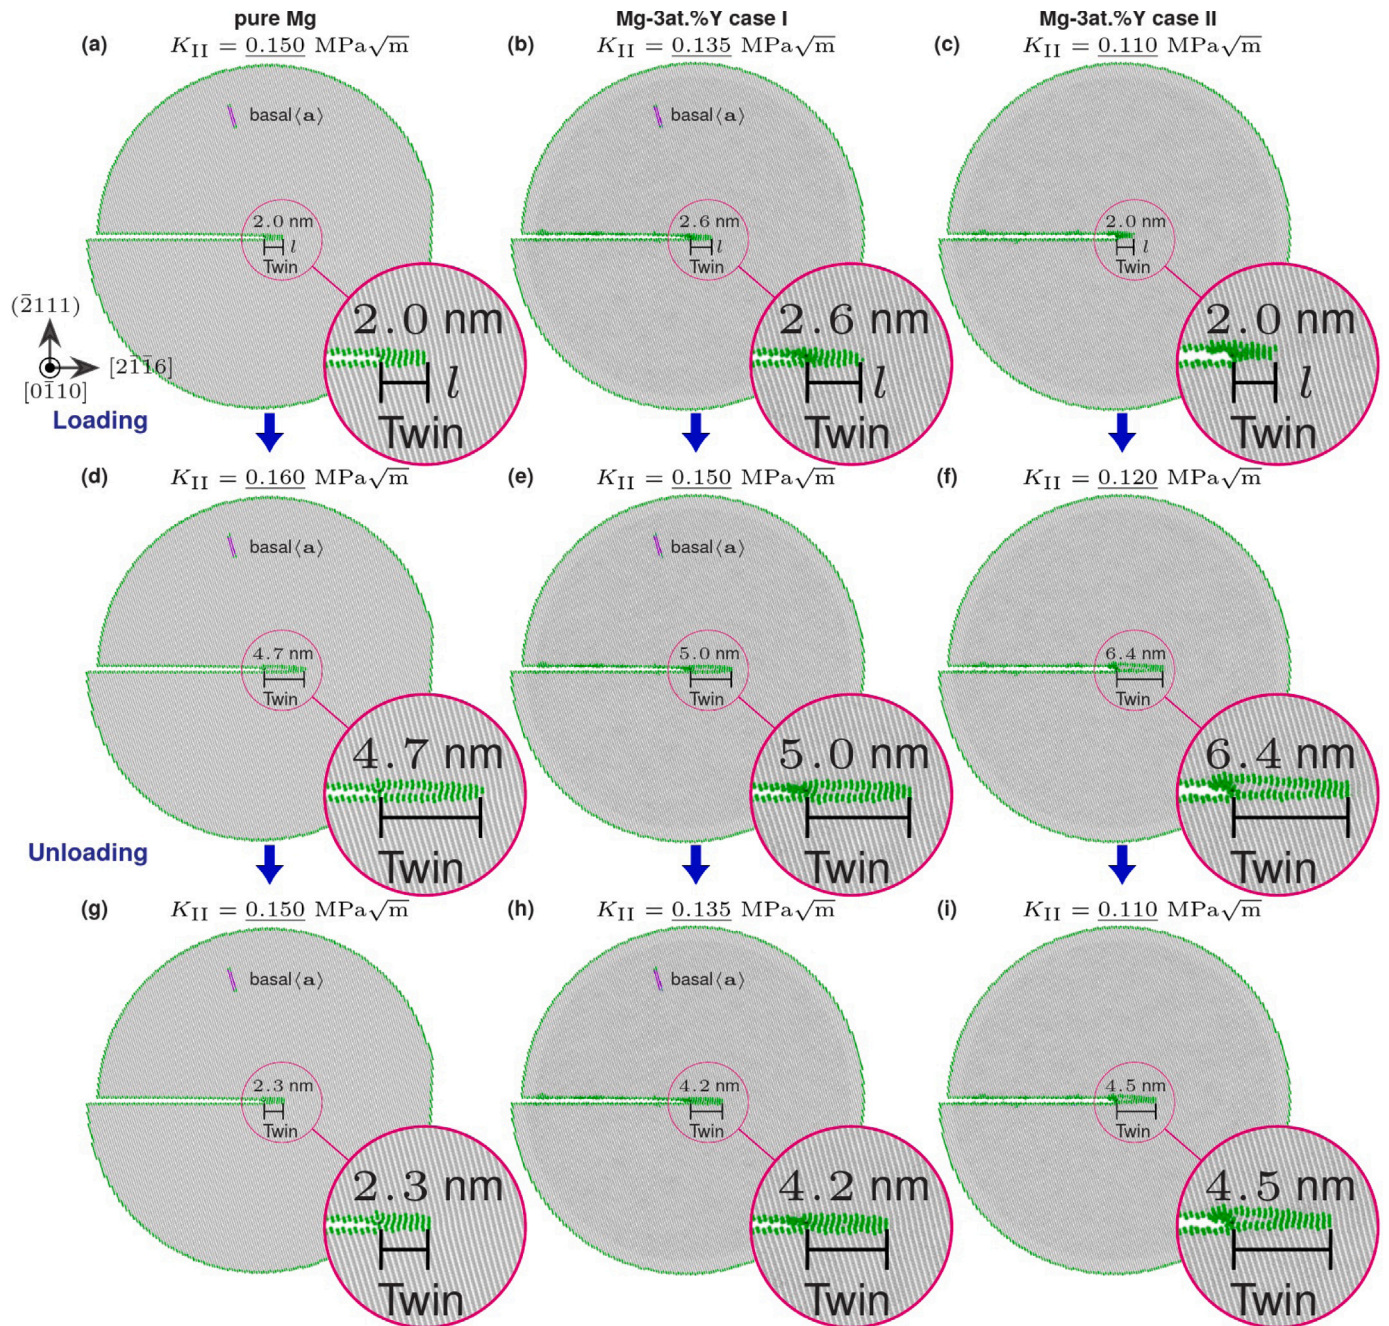 pure Mg
Mg-3at.%Y case I
Mg-3at.%Y case II
(a) K_II = 0.150 MPa√m
(b) K_II = 0.135 MPa√m
(c) K_II = 0.110 MPa√m
basal⟨a⟩
basal⟨a⟩
2.0 nm
l
Twin
2.6 nm
l
Twin
2.0 nm
l
Twin
2.0 nm
l
Twin
2.6 nm
l
Twin
2.0 nm
l
Twin
(2̄111)
[21̄1̄6]
[01̄10]
Loading
(d) K_II = 0.160 MPa√m
(e) K_II = 0.150 MPa√m
(f) K_II = 0.120 MPa√m
basal⟨a⟩
basal⟨a⟩
4.7 nm
Twin
5.0 nm
Twin
6.4 nm
Twin
4.7 nm
Twin
5.0 nm
Twin
6.4 nm
Twin
Unloading
(g) K_II = 0.150 MPa√m
(h) K_II = 0.135 MPa√m
(i) K_II = 0.110 MPa√m
basal⟨a⟩
basal⟨a⟩
2.3 nm
Twin
4.2 nm
Twin
4.5 nm
Twin
2.3 nm
Twin
4.2 nm
Twin
4.5 nm
Twin